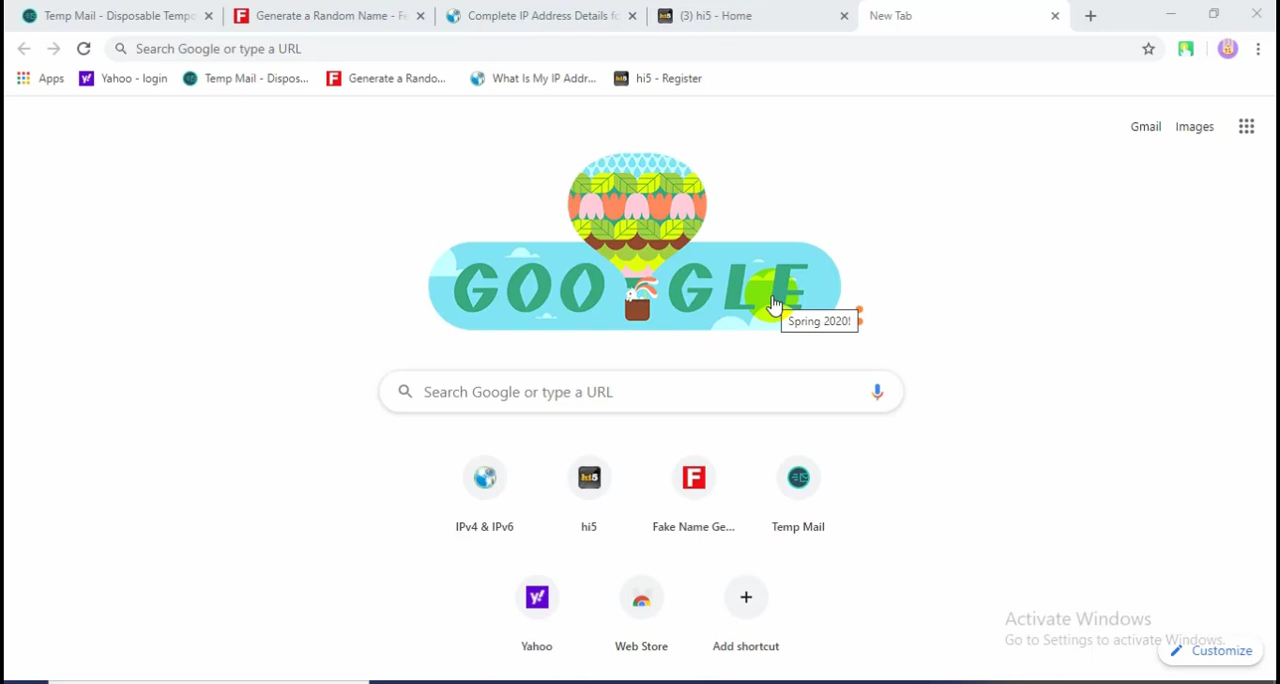 Temp Mail - Disposable Tempo
Generate a Random Name - Fa
Complete IP Address Details fo
(3) hi5 - Home
New Tab
Search Google or type a URL
Apps
Yahoo - login
Temp Mail - Dispos...
Generate a Rando...
What Is My IP Addr...
hi5 - Register
Gmail
Images
GOOGLE
Spring 2020!
Search Google or type a URL
IPv4 & IPv6
hi5
Fake Name Ge...
Temp Mail
Yahoo
Web Store
Add shortcut
Activate Windows
Go to Settings to activate Windows.
Customize